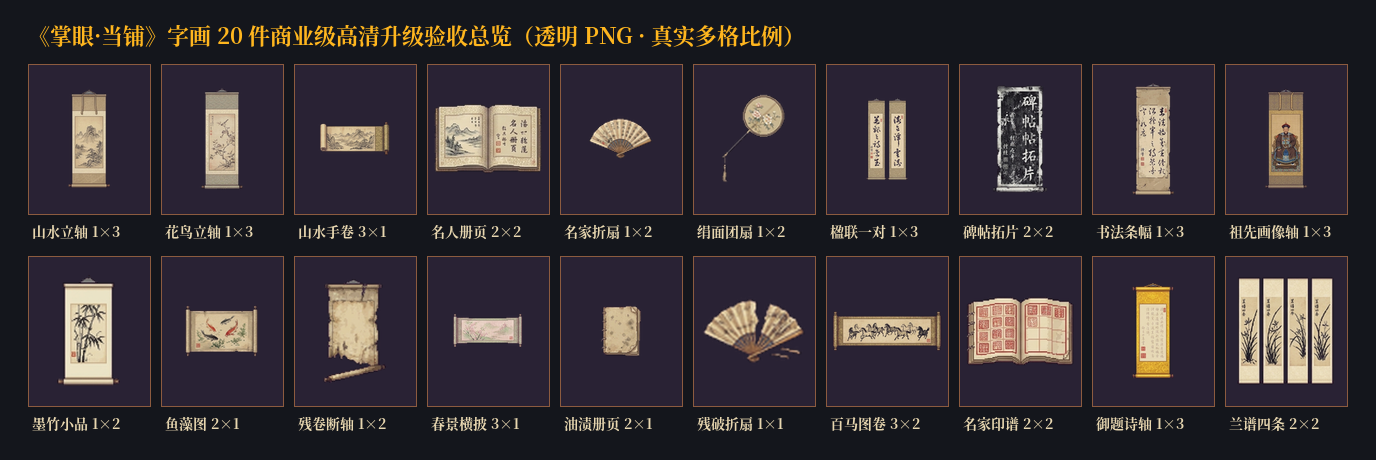 《掌眼·当铺》字画 20 件商业级高清升级验收总览（透明 PNG · 真实多格比例）
山水立轴 1×3
花鸟立轴 1×3
山水手卷 3×1
名人册页 2×2
名家折扇 1×2
绢面团扇 1×2
楹联一对 1×3
碑帖拓片 2×2
书法条幅 1×3
祖先画像轴 1×3
名人册頁
碑帖帖拓片
墨竹小品 1×2
鱼藻图 2×1
残卷断轴 1×2
春景横披 3×1
油渍册页 2×1
残破折扇 1×1
百马图卷 3×2
名家印谱 2×2
御题诗轴 1×3
兰谱四条 2×2